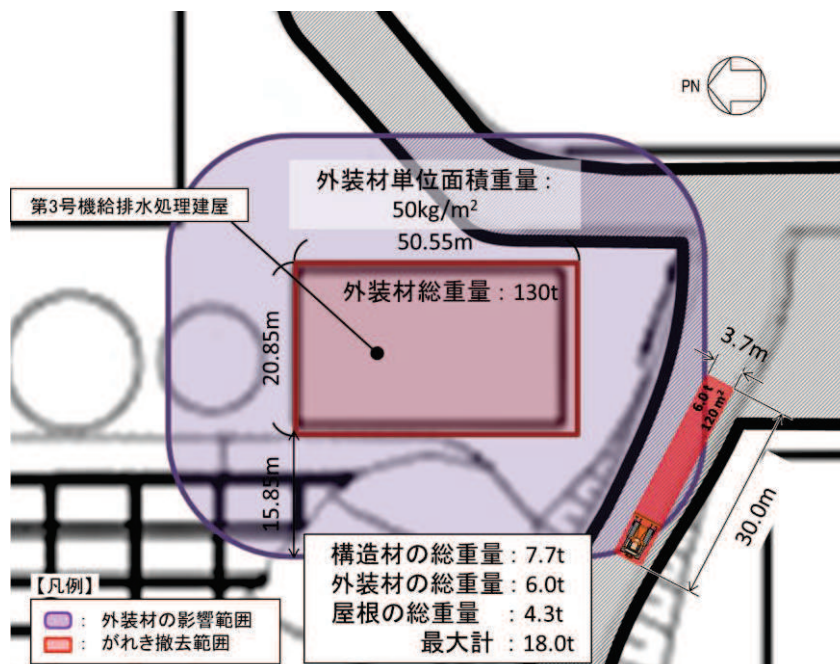 PN
外装材単位面積重量：
50kg/m²
第3号機給排水処理建屋
50.55m
外装材総重量：130t
20.85m
15.85m
3.7m
6.0t
120m²
30.0m
構造材の総重量：7.7t
外装材の総重量：6.0t
屋根の総重量　：4.3t
最大計：18.0t
【凡例】
：外装材の影響範囲
：がれき撤去範囲